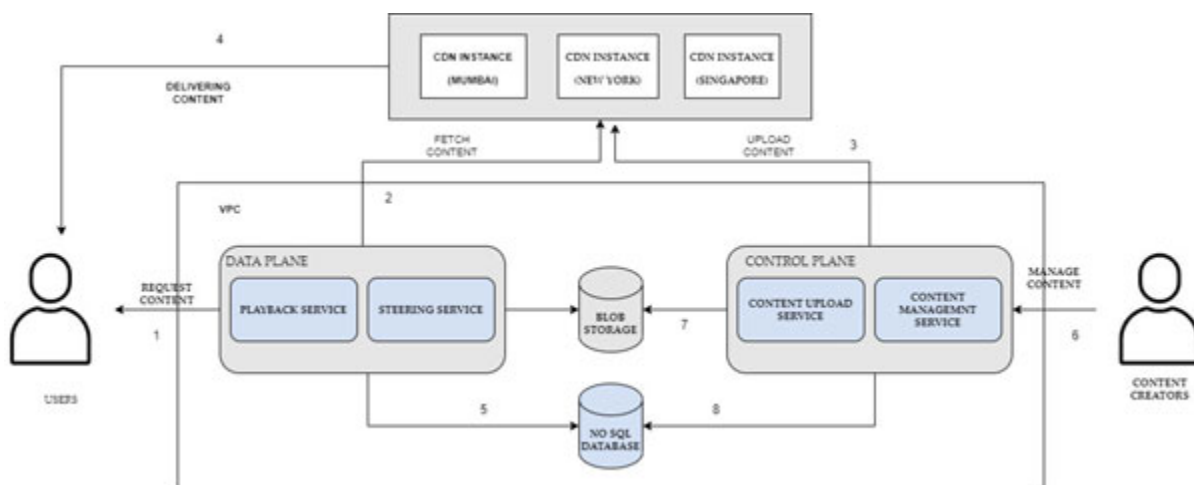 4
CDN INSTANCE
(MUMBAI)
CDN INSTANCE
(NEW YORK)
CDN INSTANCE
(SINGAPORE)
DELIVERING
CONTENT
FETCH
CONTENT
UPLOAD
CONTENT
3
2
VPC
DATA PLANE
PLAYBACK SERVICE
STEERING SERVICE
REQUEST
CONTENT
1
USERS
BLOB
STORAGE
7
CONTROL PLANE
CONTENT UPLOAD
SERVICE
CONTENT
MANAGEMNT
SERVICE
MANAGE
CONTENT
6
CONTENT
CREATORS
5
NO SQL
DATABASE
8